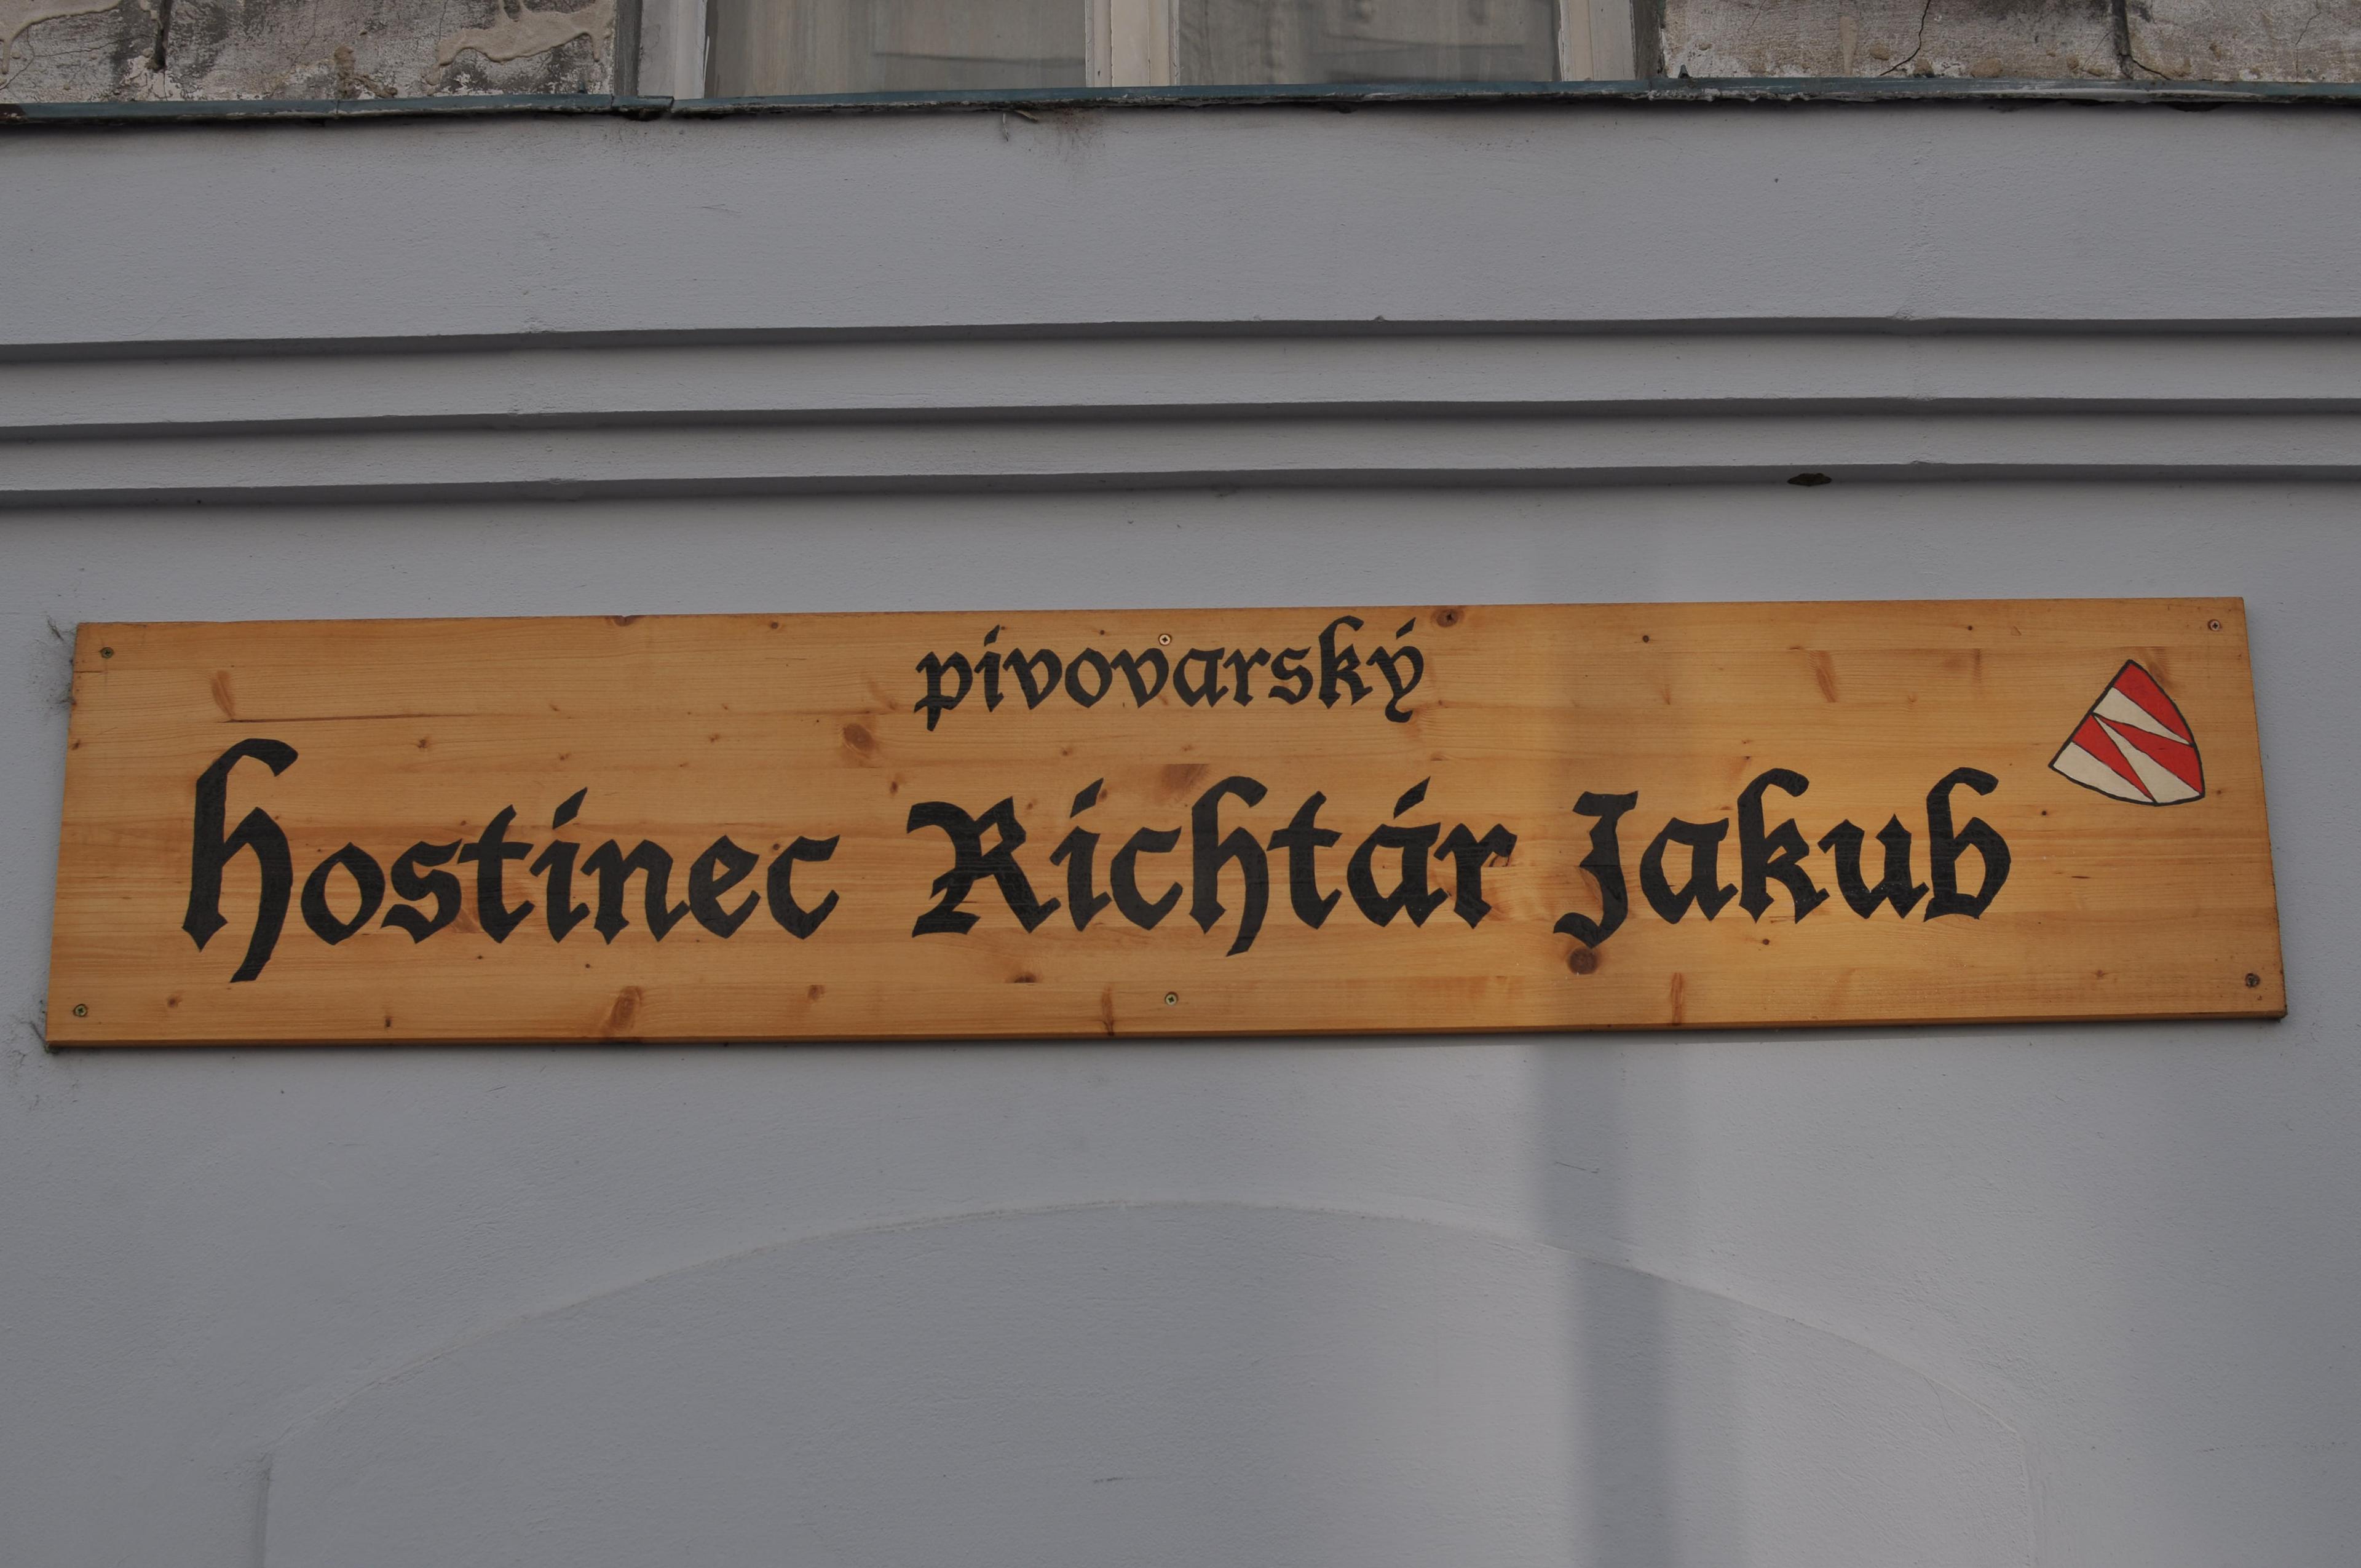 pivovarský
hostinec Richtár Jakub